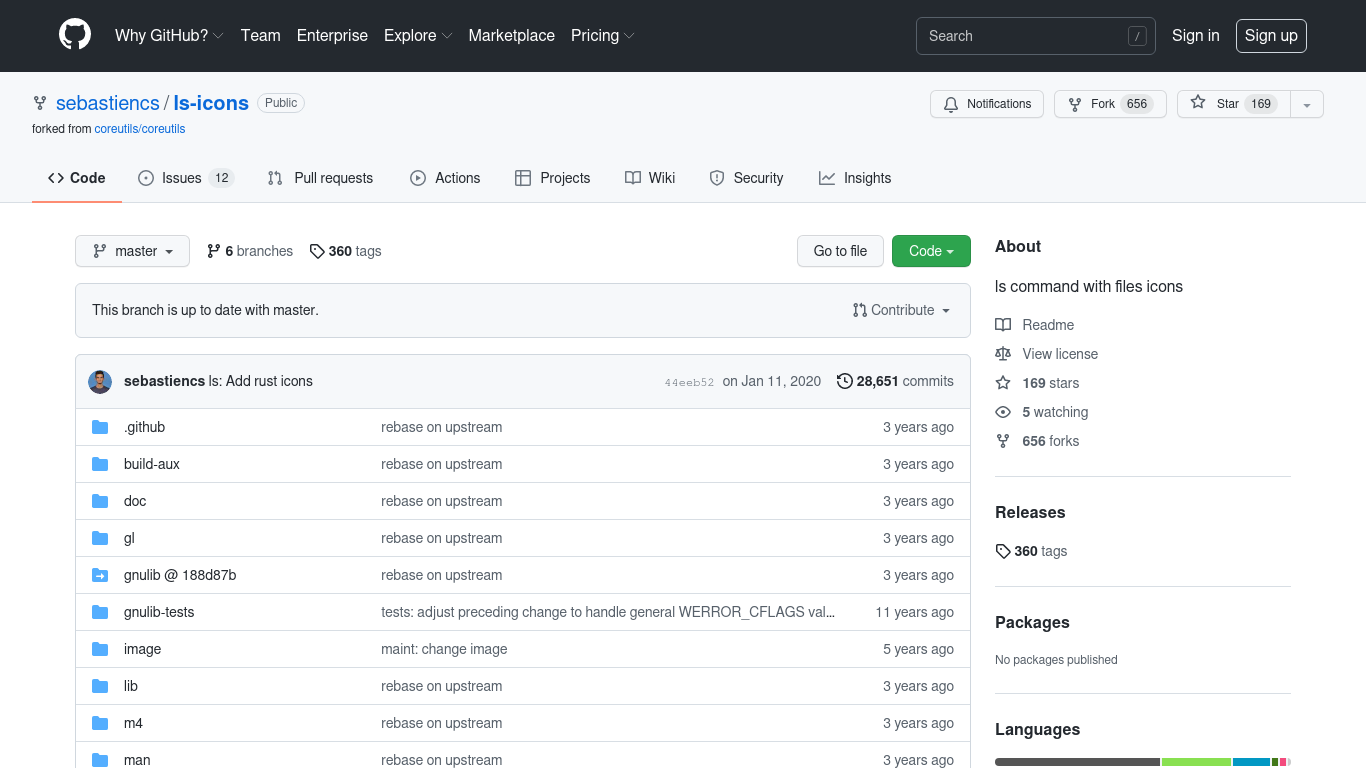 Why GitHub? Team Enterprise Explore Marketplace Pricing Search / Sign in Sign up
sebastiencs / ls-icons Public
Notifications Fork 656 Star 169
forked from coreutils/coreutils
Code Issues 12 Pull requests Actions Projects Wiki Security Insights
master 6 branches 360 tags Go to file Code
This branch is up to date with master. Contribute
sebastiencs ls: Add rust icons 44eeb52 on Jan 11, 2020 28,651 commits
.github rebase on upstream 3 years ago
build-aux rebase on upstream 3 years ago
doc rebase on upstream 3 years ago
gl rebase on upstream 3 years ago
gnulib @ 188d87b rebase on upstream 3 years ago
gnulib-tests tests: adjust preceding change to handle general WERROR_CFLAGS val... 11 years ago
image maint: change image 5 years ago
lib rebase on upstream 3 years ago
m4 rebase on upstream 3 years ago
man rebase on upstream 3 years ago
About
ls command with files icons
Readme
View license
169 stars
5 watching
656 forks
Releases
360 tags
Packages
No packages published
Languages